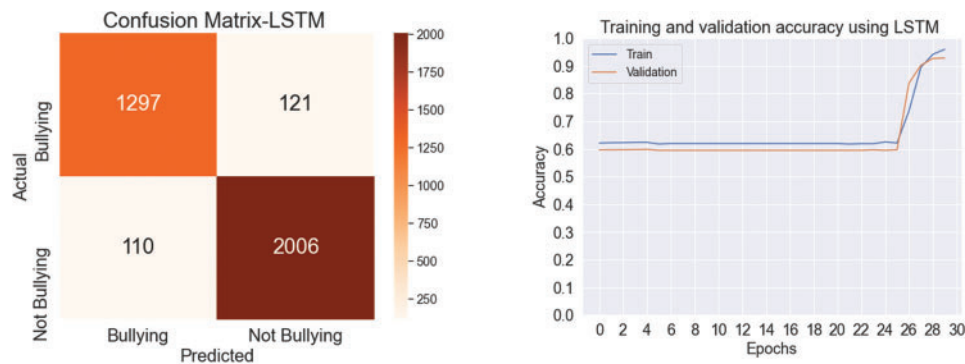 Confusion Matrix-LSTM
Actual
Bullying
Not Bullying
1297 121
110 2006
Bullying Not Bullying
Predicted
2000
1750
1500
1250
1000
750
500
250
Training and validation accuracy using LSTM
Train
Validation
Accuracy
1.0
0.9
0.8
0.7
0.6
0.5
0.4
0.3
0.2
0.1
0.0
0 2 4 6 8 10 12 14 16 18 20 22 24 26 28 30
Epochs